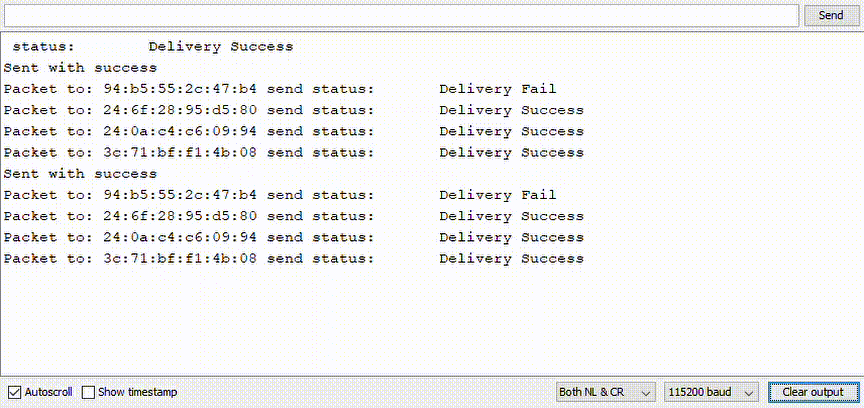 Send
status: Delivery Success
Sent with success
Packet to: 94:b5:55:2c:47:b4 send status: Delivery Fail
Packet to: 24:6f:28:95:d5:80 send status: Delivery Success
Packet to: 24:0a:c4:c6:09:94 send status: Delivery Success
Packet to: 3c:71:bf:f1:4b:08 send status: Delivery Success
Sent with success
Packet to: 94:b5:55:2c:47:b4 send status: Delivery Fail
Packet to: 24:6f:28:95:d5:80 send status: Delivery Success
Packet to: 24:0a:c4:c6:09:94 send status: Delivery Success
Packet to: 3c:71:bf:f1:4b:08 send status: Delivery Success
Autoscroll Show timestamp Both NL & CR 115200 baud Clear output